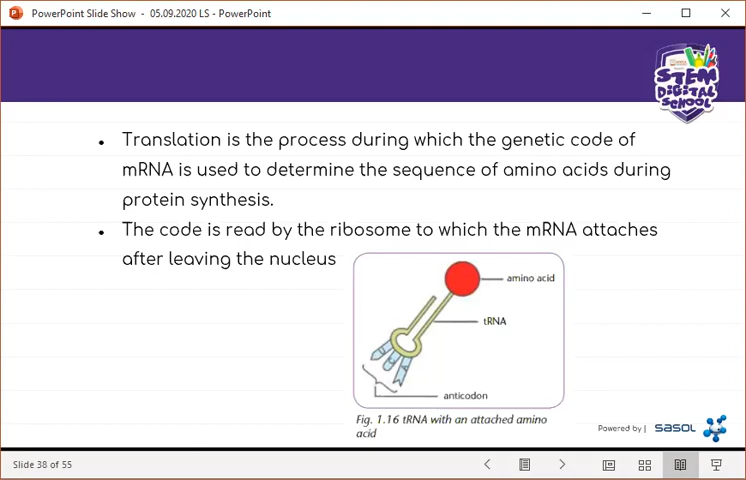 PowerPoint Slide Show - 05.09.2020 LS - PowerPoint
STEM
DIGITAL
SCHOOL
• Translation is the process during which the genetic code of
mRNA is used to determine the sequence of amino acids during
protein synthesis.
• The code is read by the ribosome to which the mRNA attaches
after leaving the nucleus
amino acid
tRNA
anticodon
Fig. 1.16 tRNA with an attached amino
acid
Powered by | sasol
Slide 38 of 55